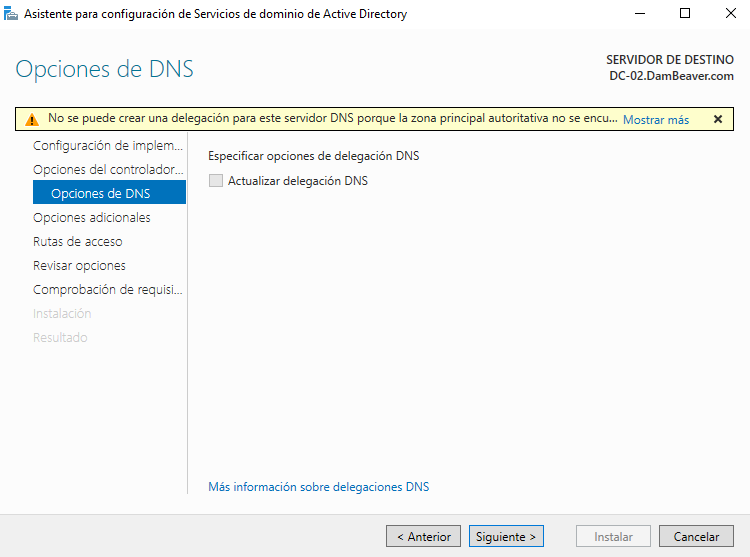 Asistente para configuración de Servicios de dominio de Active Directory
Opciones de DNS
SERVIDOR DE DESTINO
DC-02.DamBeaver.com
No se puede crear una delegación para este servidor DNS porque la zona principal autoritativa no se encu... Mostrar más
Configuración de implem...
Opciones del controlador...
Opciones de DNS
Opciones adicionales
Rutas de acceso
Revisar opciones
Comprobación de requisi...
Instalación
Resultado
Especificar opciones de delegación DNS
Actualizar delegación DNS
Más información sobre delegaciones DNS
< Anterior Siguiente > Instalar Cancelar